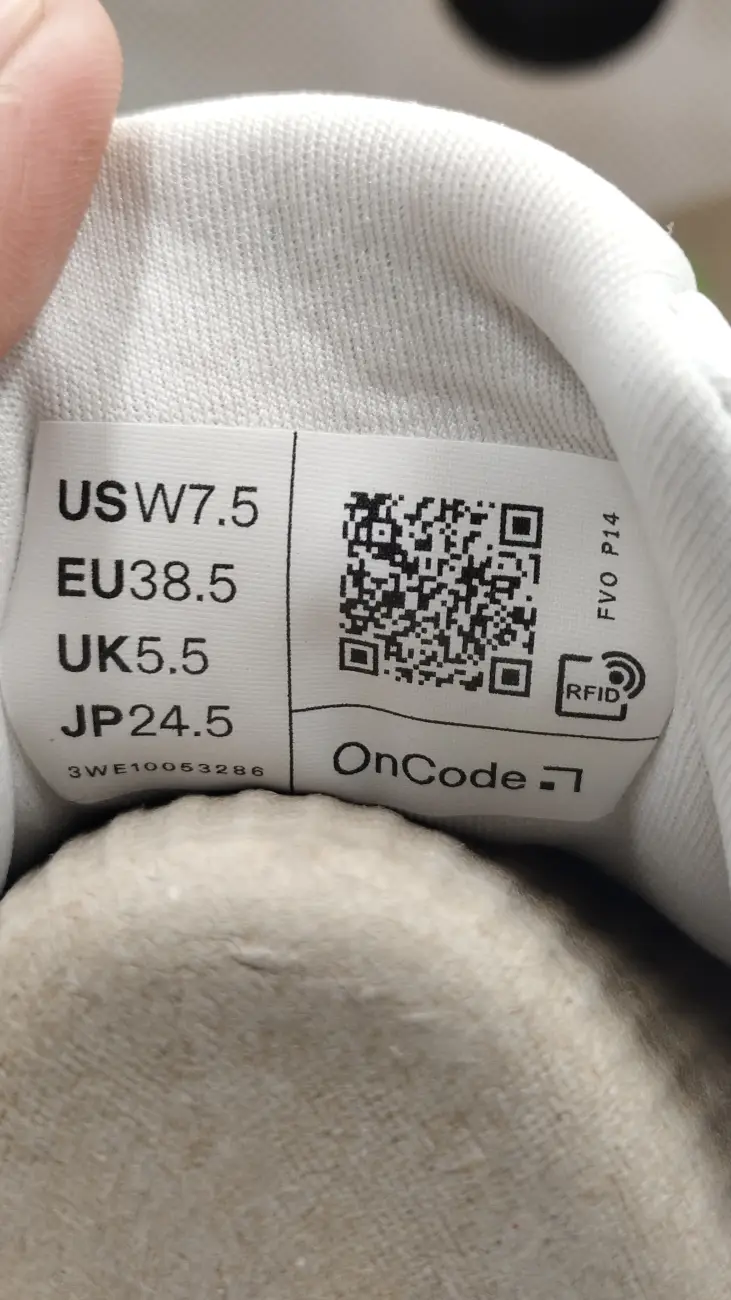 USW7.5
EU38.5
UK5.5
JP24.5
3WE10053286
FVO P14
RFID
OnCode